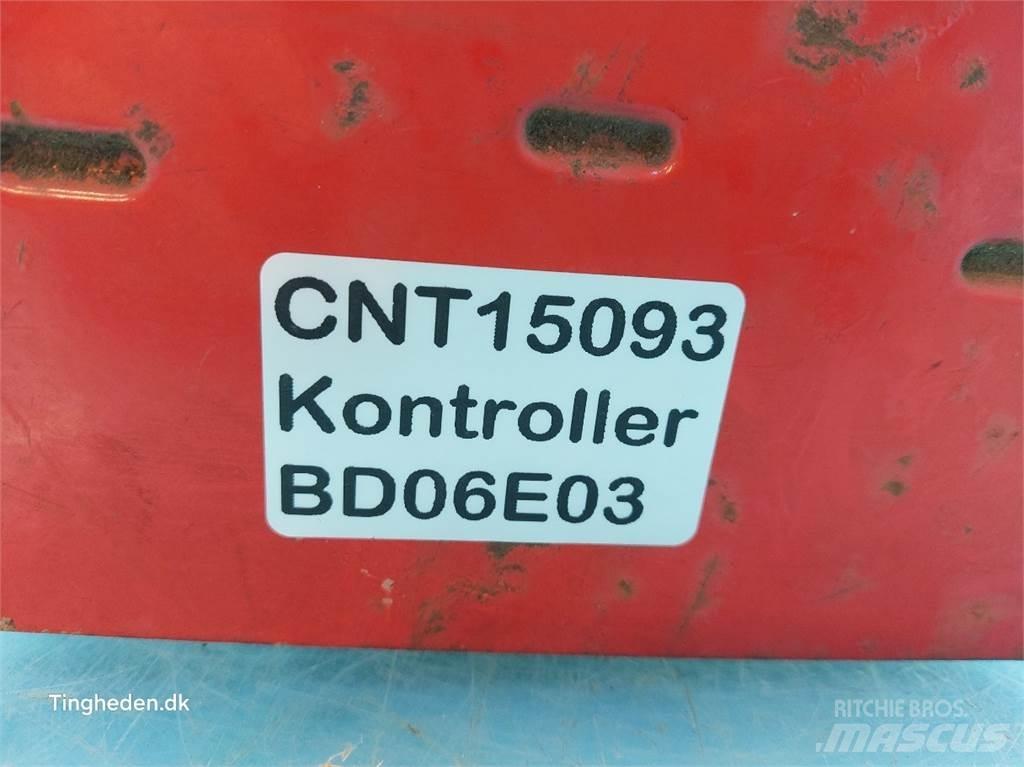 CNT15093
Kontroller
BD06E03
Tingheden.dk
RITCHIE BROS.
MASCUS